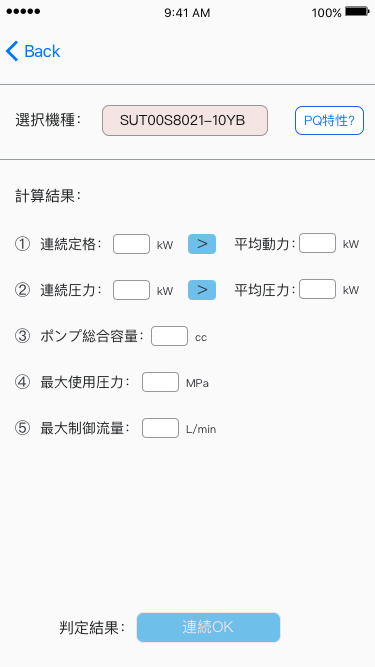 9:41 AM 100%
Back
選択機種: SUT00S8021-10YB PQ特性?
計算結果:
① 連続定格: kW > 平均動力: kW
② 連続圧力: kW > 平均圧力: kW
③ ポンプ総合容量: cc
④ 最大使用圧力: MPa
⑤ 最大制御流量: L/min
判定結果: 連続OK